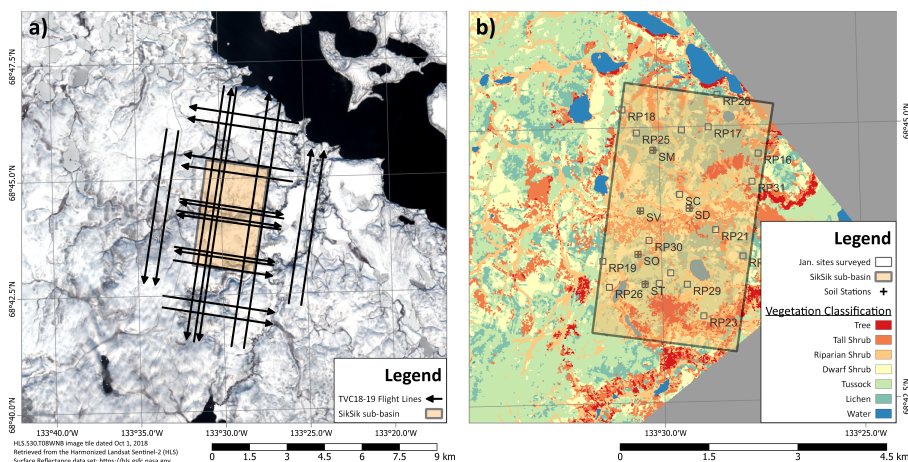 a)
68°47.5'N
68°45.0'N
68°42.5'N
68°40.0'N
133°40.0'W
133°30.0'W
133°20.0'W
Legend
TVC18-19 Flight Lines
SikSik sub-basin
HLS.S30.T08WNB image tile dated Oct 1, 2018
Retrieved from the Harmonized Landsat Sentinel-2 (HLS)
Surface Reflectance data set: https://hls.gsfc.nasa.gov
0 1.5 3 4.5 6 7.5 9 km
b)
RP28
RP18
RP25
RP17
SM
RP16
RP31
SC
SV
SD
RP21
RP30
SO
RP19
RP26
ST
RP29
RP23
68°45.0'N
68°42.5'N
133°30.0'W
133°25.0'W
Legend
Jan. sites surveyed
SikSik sub-basin
Soil Stations
Vegetation Classification
Tree
Tall Shrub
Riparian Shrub
Dwarf Shrub
Tussock
Lichen
Water
0 1.5 3 4.5 km